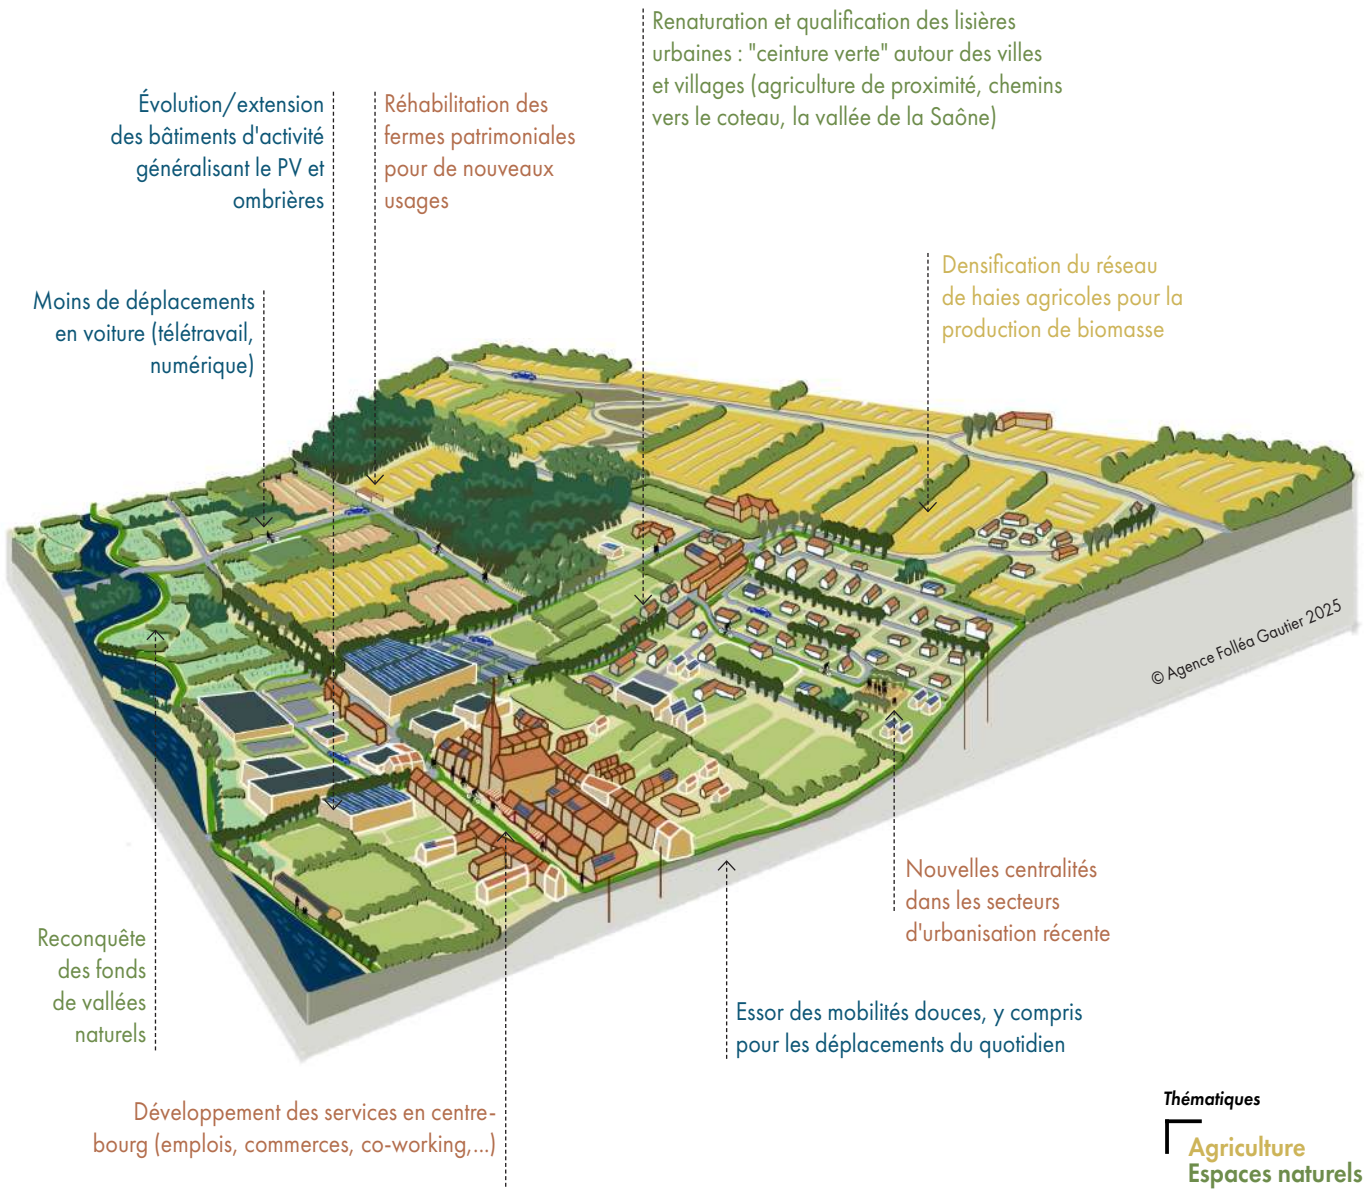 Renaturation et qualification des lisières
urbaines : "ceinture verte" autour des villes
et villages (agriculture de proximité, chemins
vers le coteau, la vallée de la Saône)
Évolution/extension
des bâtiments d'activité
généralisant le PV et
ombrières
Réhabilitation des
fermes patrimoniales
pour de nouveaux
usages
Densification du réseau
de haies agricoles pour la
production de biomasse
Moins de déplacements
en voiture (télétravail,
numérique)
© Agence Folléa Gautier 2025
Nouvelles centralités
dans les secteurs
d'urbanisation récente
Reconquête
des fonds
de vallées
naturels
Essor des mobilités douces, y compris
pour les déplacements du quotidien
Développement des services en centre-
bourg (emplois, commerces, co-working,...)
Thématiques
Agriculture
Espaces naturels